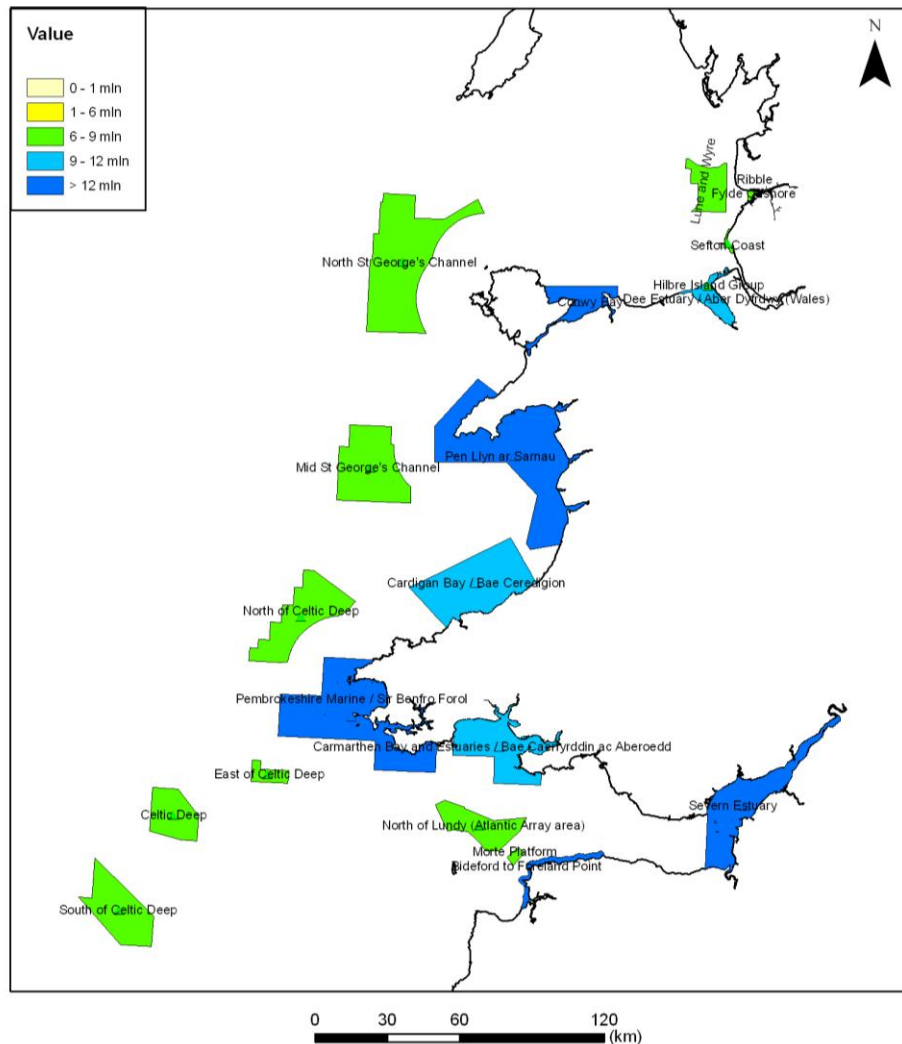 Value
0 - 1 mln
1 - 6 mln
6 - 9 mln
9 - 12 mln
> 12 mln
N
Lune and Wyre
Ribble
Fylde Offshore
Sefton Coast
North St George's Channel
Hilbre Island Group
Conwy Bay
Dee Estuary / Aber Dyfrdwy (Wales)
Pen Llyn ar Sarnau
Mid St George's Channel
Cardigan Bay / Bae Ceredigion
North of Celtic Deep
Pembrokeshire Marine / Sir Benfro Forol
Carmarthen Bay and Estuaries / Bae Caerfyrddin ac Aberoedd
East of Celtic Deep
Severn Estuary
Celtic Deep
North of Lundy (Atlantic Array area)
Morte Platform
Bideford to Foreland Point
South of Celtic Deep
0 30 60 120
(km)